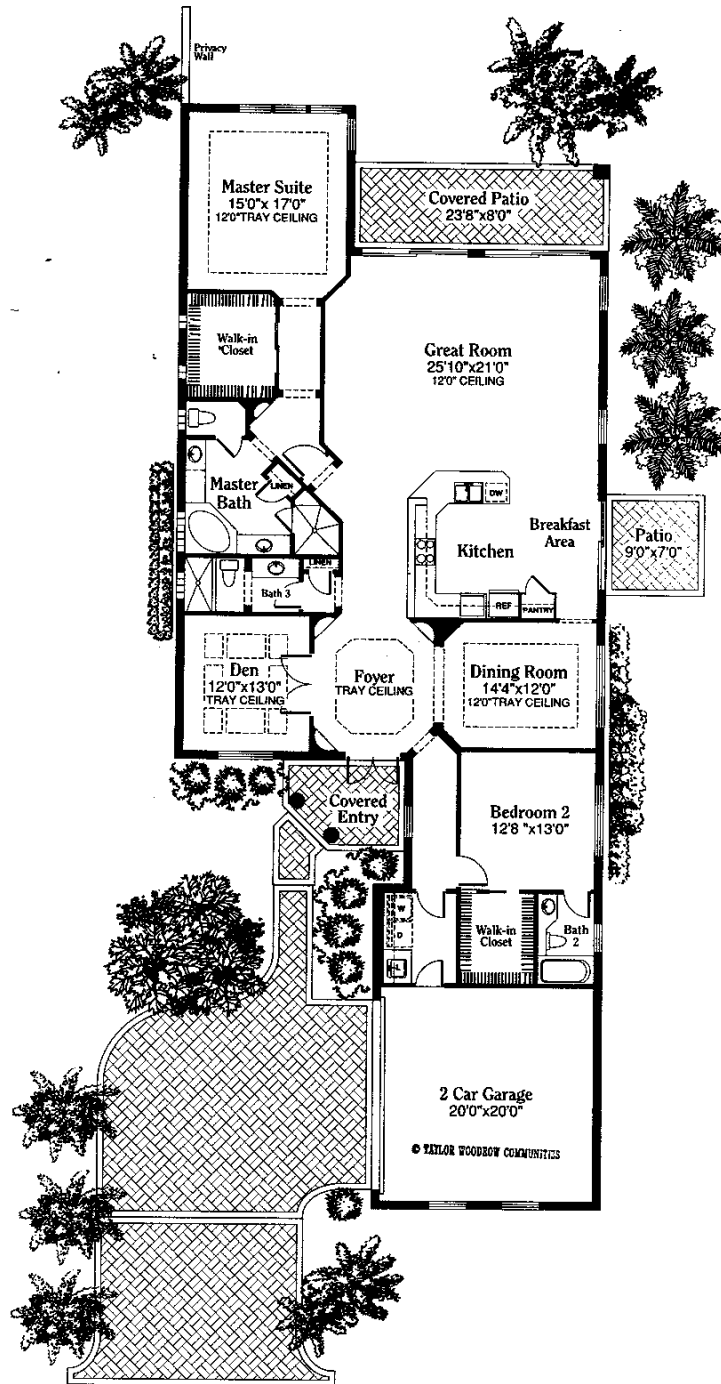 Privacy
Wall
Master Suite
15'0"x 17'0"
12'0"TRAY CEILING
Covered Patio
23'8"x8'0"
Walk-in
Closet
Great Room
25'10"x21'0"
12'0" CEILING
Master
Bath
LINEN
DW
Kitchen
Breakfast
Area
Patio
9'0"x7'0"
LINEN
Bath 3
REF
PANTRY
Den
12'0"x13'0"
TRAY CEILING
Foyer
TRAY CEILING
Dining Room
14'4"x12'0"
12'0"TRAY CEILING
Covered
Entry
Bedroom 2
12'8 "x13'0"
W
D
L
Walk-in
Closet
Bath
2
2 Car Garage
20'0"x20'0"
© TAYLOR WOODROW COMMUNITIES